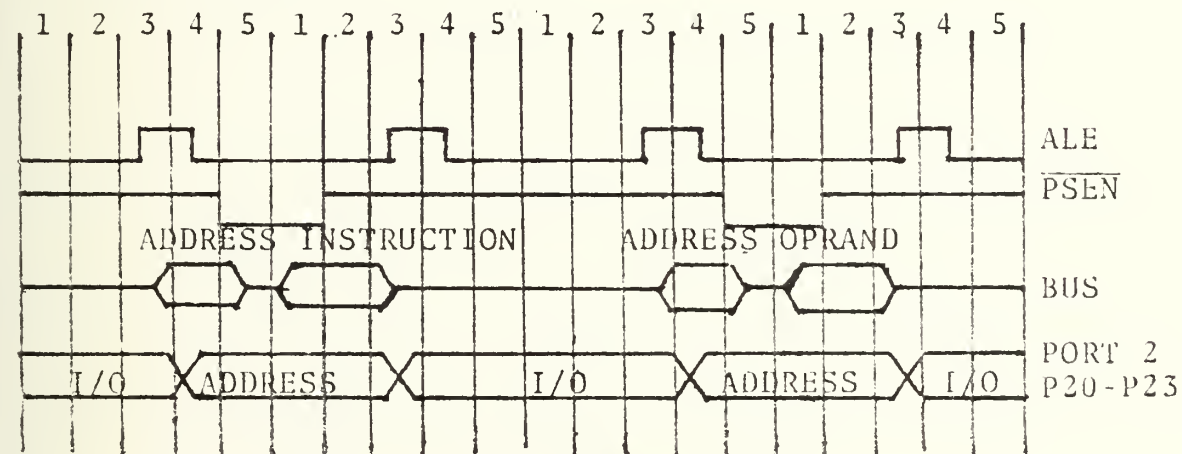 1 2 3 4 5 1 2 3 4 5 1 2 3 4 5 1 2 3 4 5
ALE
PSEN
ADDRESS INSTRUCTION ADDRESS OPRAND
BUS
PORT 2
I/O ADDRESS I/O ADDRESS I/O P20-P23